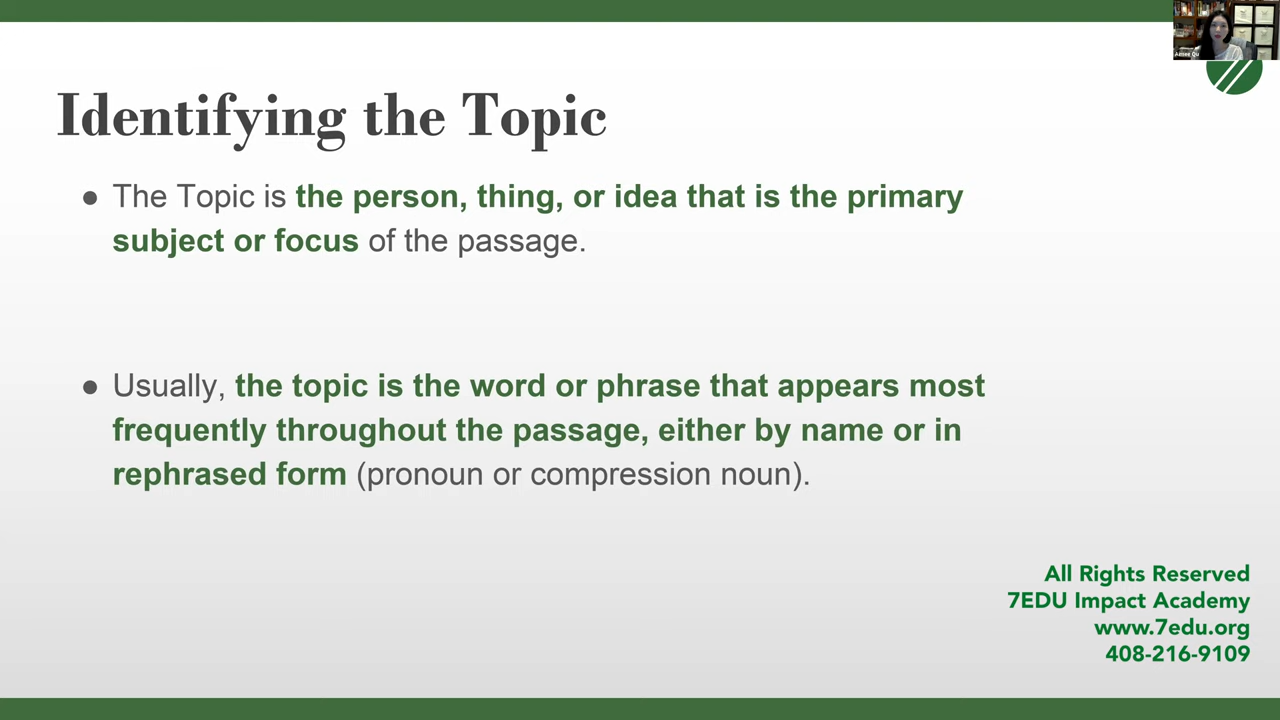 Identifying the Topic
● The Topic is the person, thing, or idea that is the primary
subject or focus of the passage.
● Usually, the topic is the word or phrase that appears most
frequently throughout the passage, either by name or in
rephrased form (pronoun or compression noun).
All Rights Reserved
7EDU Impact Academy
www.7edu.org
408-216-9109